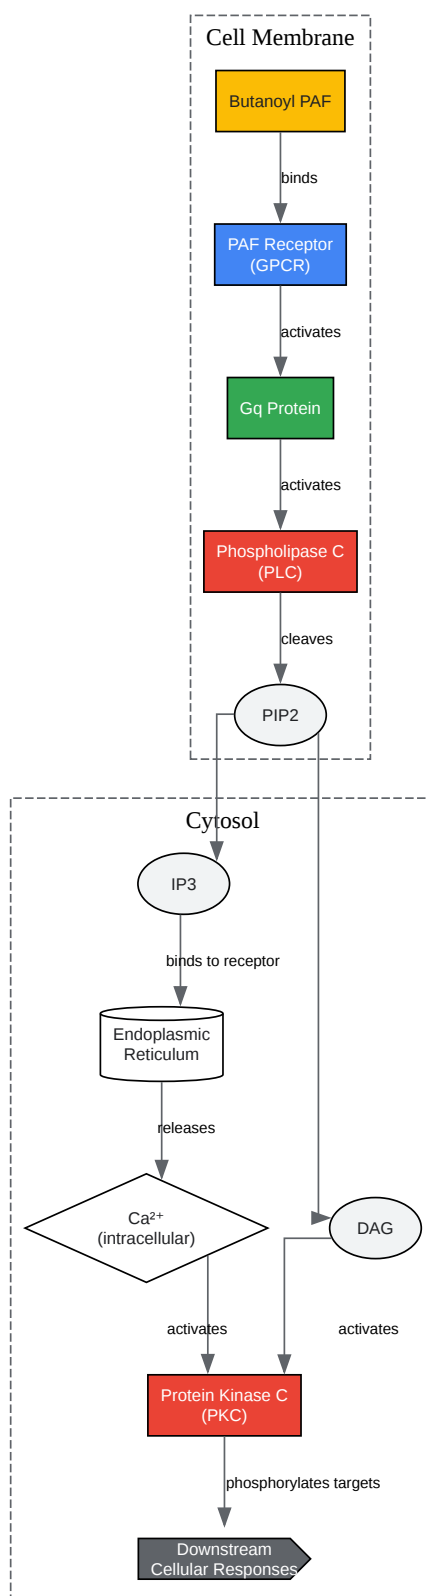 Cell Membrane
Butanoyl PAF
binds
PAF Receptor
(GPCR)
activates
Gq Protein
activates
Phospholipase C
(PLC)
cleaves
PIP2
Cytosol
IP3
binds to receptor
Endoplasmic
Reticulum
releases
Ca²⁺
(intracellular)
DAG
activates
activates
Protein Kinase C
(PKC)
phosphorylates targets
Downstream
Cellular Responses